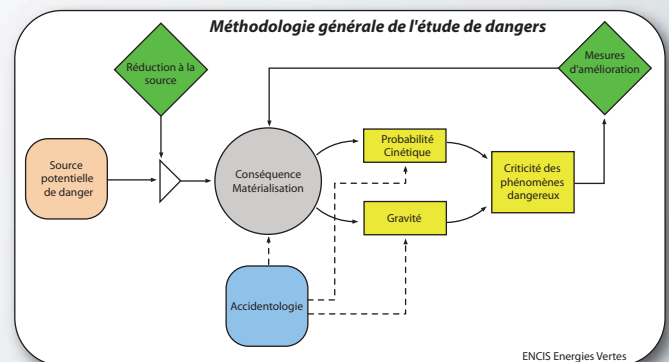 Méthodologie générale de l'étude de dangers
Réduction à la
source
Mesures
d'amélioration
Source
potentielle
de danger
Conséquence
Matérialisation
Probabilité
Cinétique
Gravité
Criticité des
phénomènes
dangereux
Accidentologie
ENCIS Energies Vertes